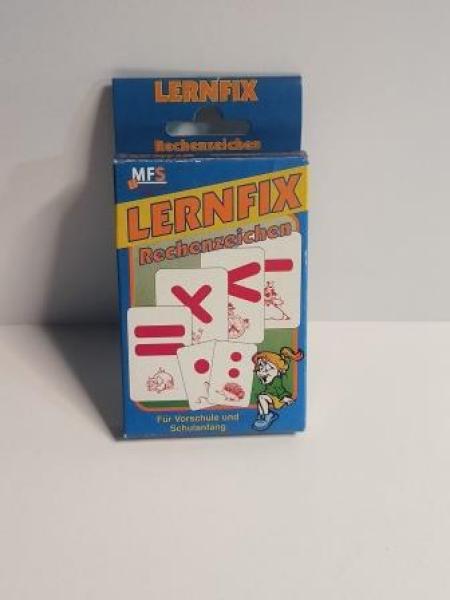 LERNFIX
Rechenzeichen
MFS
LERNFIX
Rechenzeichen
= × < -
Für Vorschule und
Schulanfang